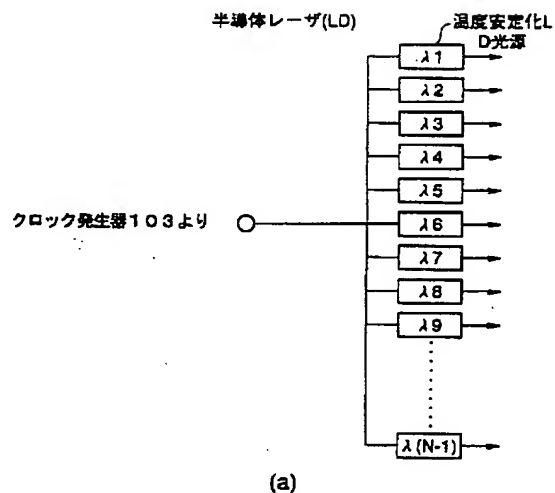 半導体レーザ(LD)
温度安定化L
D光源
λ1
λ2
λ3
λ4
λ5
クロック発生器103より
λ6
λ7
λ8
λ9
λ(N-1)
(a)